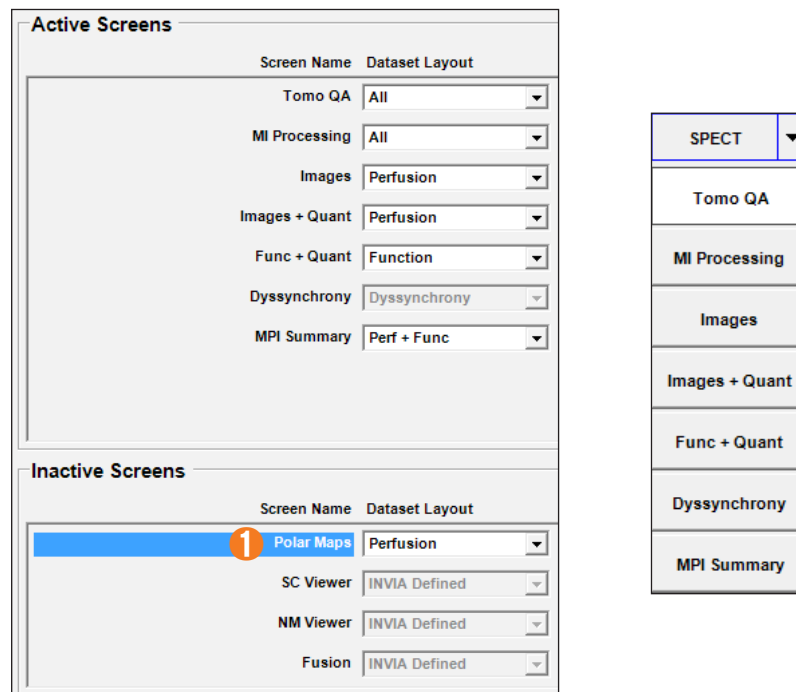 Active Screens
Screen Name Dataset Layout
Tomo QA All
MI Processing All
Images Perfusion
Images + Quant Perfusion
Func + Quant Function
Dyssynchrony Dyssynchrony
MPI Summary Perf + Func
Inactive Screens
Screen Name Dataset Layout
1 Polar Maps Perfusion
SC Viewer INVIA Defined
NM Viewer INVIA Defined
Fusion INVIA Defined
SPECT
Tomo QA
MI Processing
Images
Images + Quant
Func + Quant
Dyssynchrony
MPI Summary